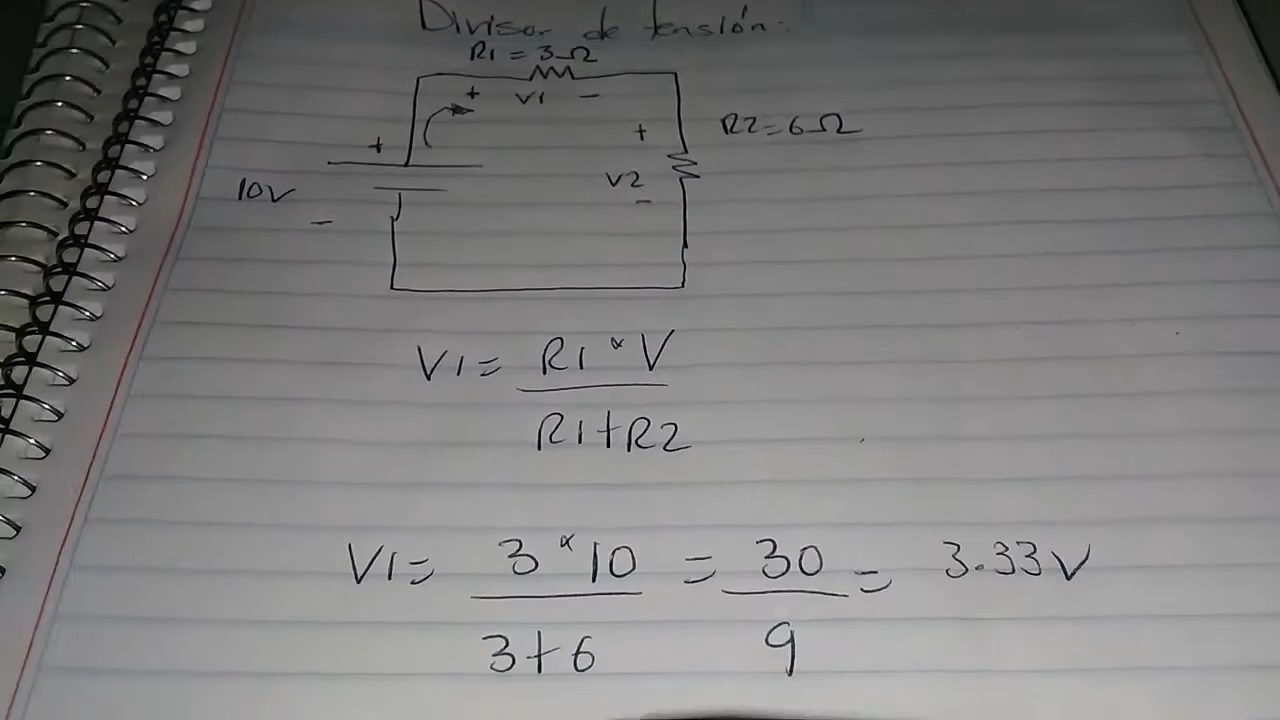 Divisor de tensión.
R1 = 3Ω
+ V1 -
+ + R2=6Ω
10V V2
- -
V1= R1 * V
R1+R2
V1= 3 * 10 = 30 = 3.33V
3+6 9